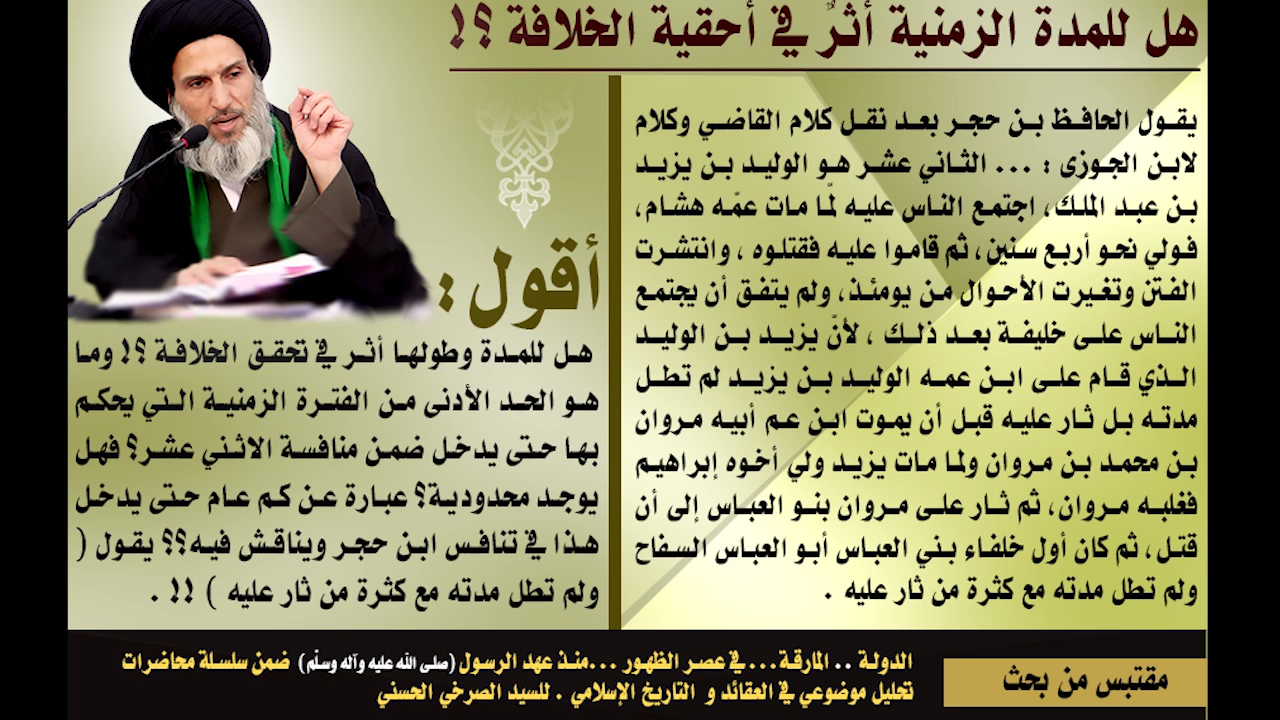 هل للمدة الزمنية أثرٌ في أحقية الخلافة ؟!
يقول الحافظ بن حجر بعد نقل كلام القاضي وكلام
لابن الجوزى : ... الثاني عشر هو الوليد بن يزيد
بن عبد الملك، اجتمع الناس عليه لمّا مات عمّه هشام،
فولي نحو أربع سنين، ثم قاموا عليه فقتلوه ، وانتشرت
الفتن وتغيرت الأحوال من يومئذ، ولم يتفق أن يجتمع
الناس على خليفة بعد ذلك ، لأنّ يزيد بن الوليد
الذي قام على ابن عمه الوليد بن يزيد لم تطل
مدته بل ثار عليه قبل أن يموت ابن عم أبيه مروان
بن محمد بن مروان ولما مات يزيد ولي أخوه إبراهيم
فغلبه مروان، ثم ثار على مروان بنو العباس إلى أن
قتل، ثم كان أول خلفاء بني العباس أبو العباس السفاح
ولم تطل مدته مع كثرة من ثار عليه .
أقول :
هل للمدة وطولها أثر في تحقق الخلافة ؟! وما
هو الحد الأدنى من الفترة الزمنية التي يحكم
بها حتى يدخل ضمن منافسة الاثني عشر؟ فهل
يوجد محدودية؟ عبارة عن كم عام حتى يدخل
هذا في تنافس ابن حجر ويناقش فيه؟؟ يقول (
ولم تطل مدته مع كثرة من ثار عليه ) !! .
مقتبس من بحث
الدولة .. المارقة...في عصر الظهور ...منذ عهد الرسول (صلى الله عليه وآله وسلّم) ضمن سلسلة محاضرات
تحليل موضوعي في العقائد و التاريخ الإسلامي . للسيد الصرخي الحسني